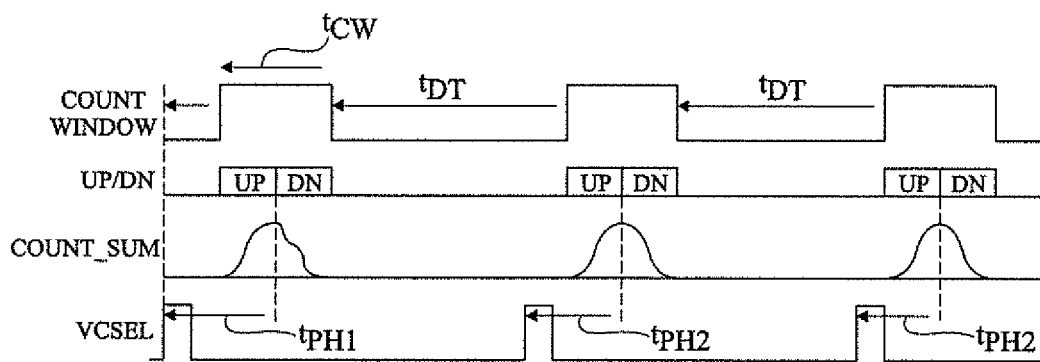 tCW
COUNT WINDOW
tDT
tDT
UP/DN
UP DN
UP DN
UP DN
COUNT_SUM
VCSEL
tPH1
tPH2
tPH2